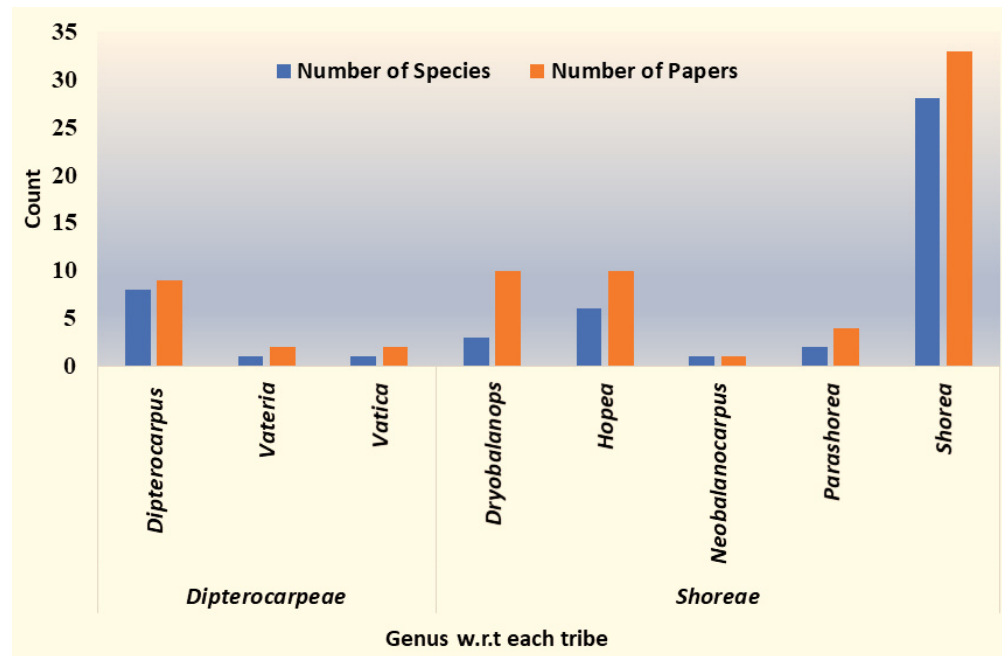 35
30
25
20
15
10
5
0
Count
Number of Species
Number of Papers
Dipterocarpus
Vateria
Vatica
Dryobalanops
Hopea
Neobalanocarpus
Parashorea
Shorea
Dipterocarpeae
Shoreae
Genus w.r.t each tribe